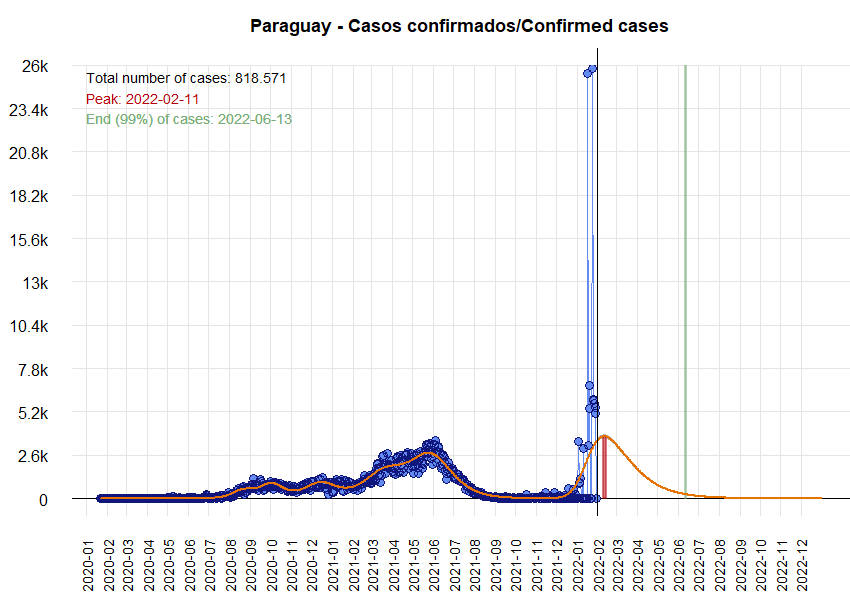 Paraguay - Casos confirmados/Confirmed cases
Total number of cases: 818.571
Peak: 2022-02-11
End (99%) of cases: 2022-06-13
26k
23.4k
20.8k
18.2k
15.6k
13k
10.4k
7.8k
5.2k
2.6k
0
2020-01
2020-02
2020-03
2020-04
2020-05
2020-06
2020-07
2020-08
2020-09
2020-10
2020-11
2020-12
2021-01
2021-02
2021-03
2021-04
2021-05
2021-06
2021-07
2021-08
2021-09
2021-10
2021-11
2021-12
2022-01
2022-02
2022-03
2022-04
2022-05
2022-06
2022-07
2022-08
2022-09
2022-10
2022-11
2022-12